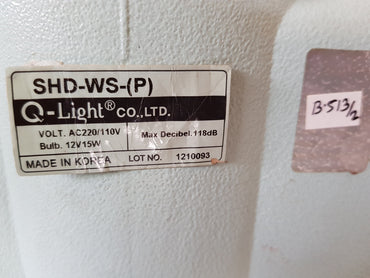 SHD-WS-(P)
Q-Light® CO.,LTD.
VOLT. AC220/110V Max Decibel.118dB
Bulb. 12V15W
MADE IN KOREA LOT NO. 1210093
B-513/2